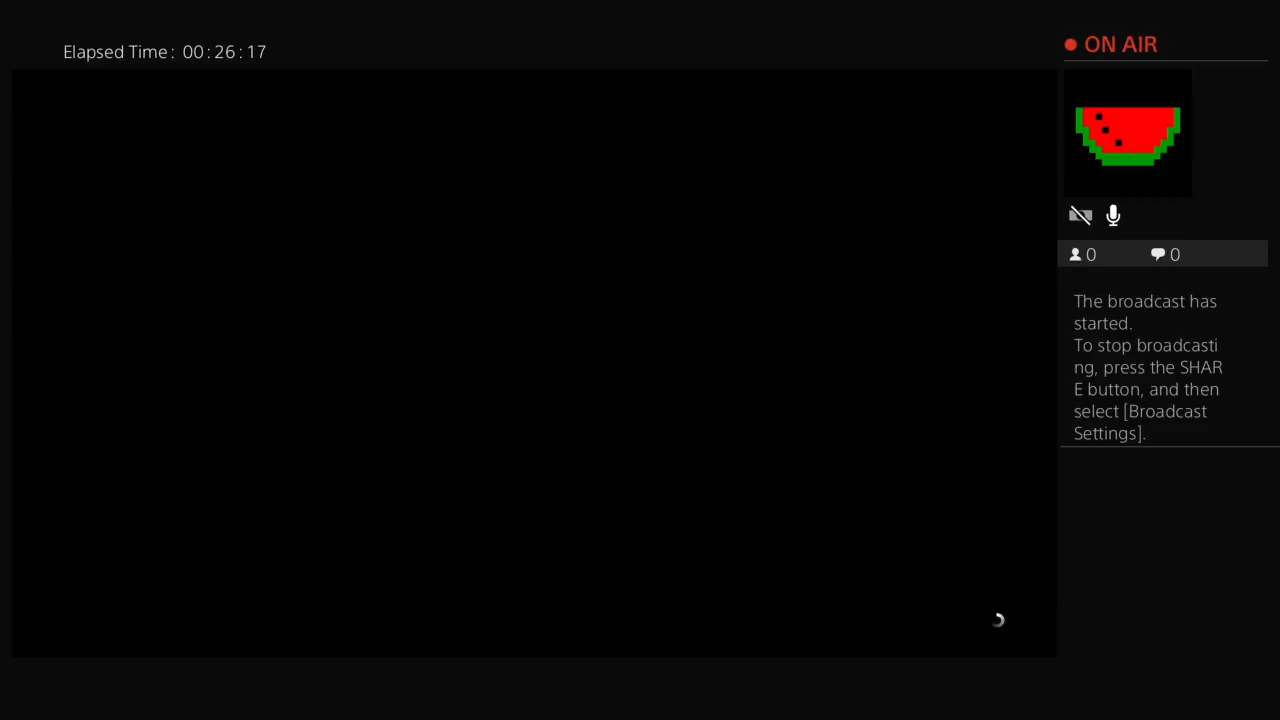 Elapsed Time: 00:26:17
ON AIR
0 0
The broadcast has
started.
To stop broadcasti
ng, press the SHAR
E button, and then
select [Broadcast
Settings].